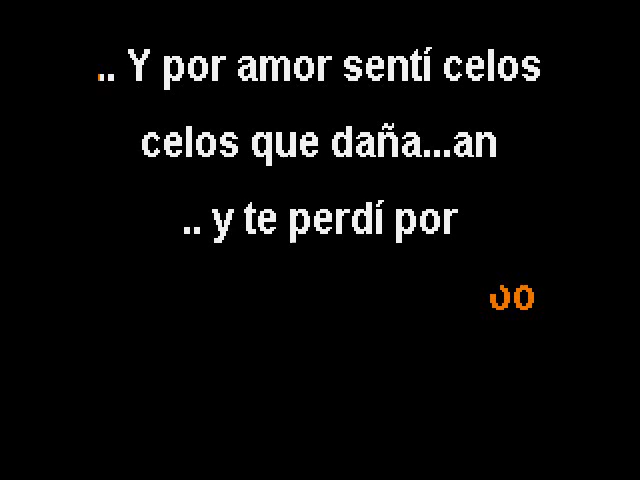 .. Y por amor sentí celos
celos que daña...an
.. y te perdí por